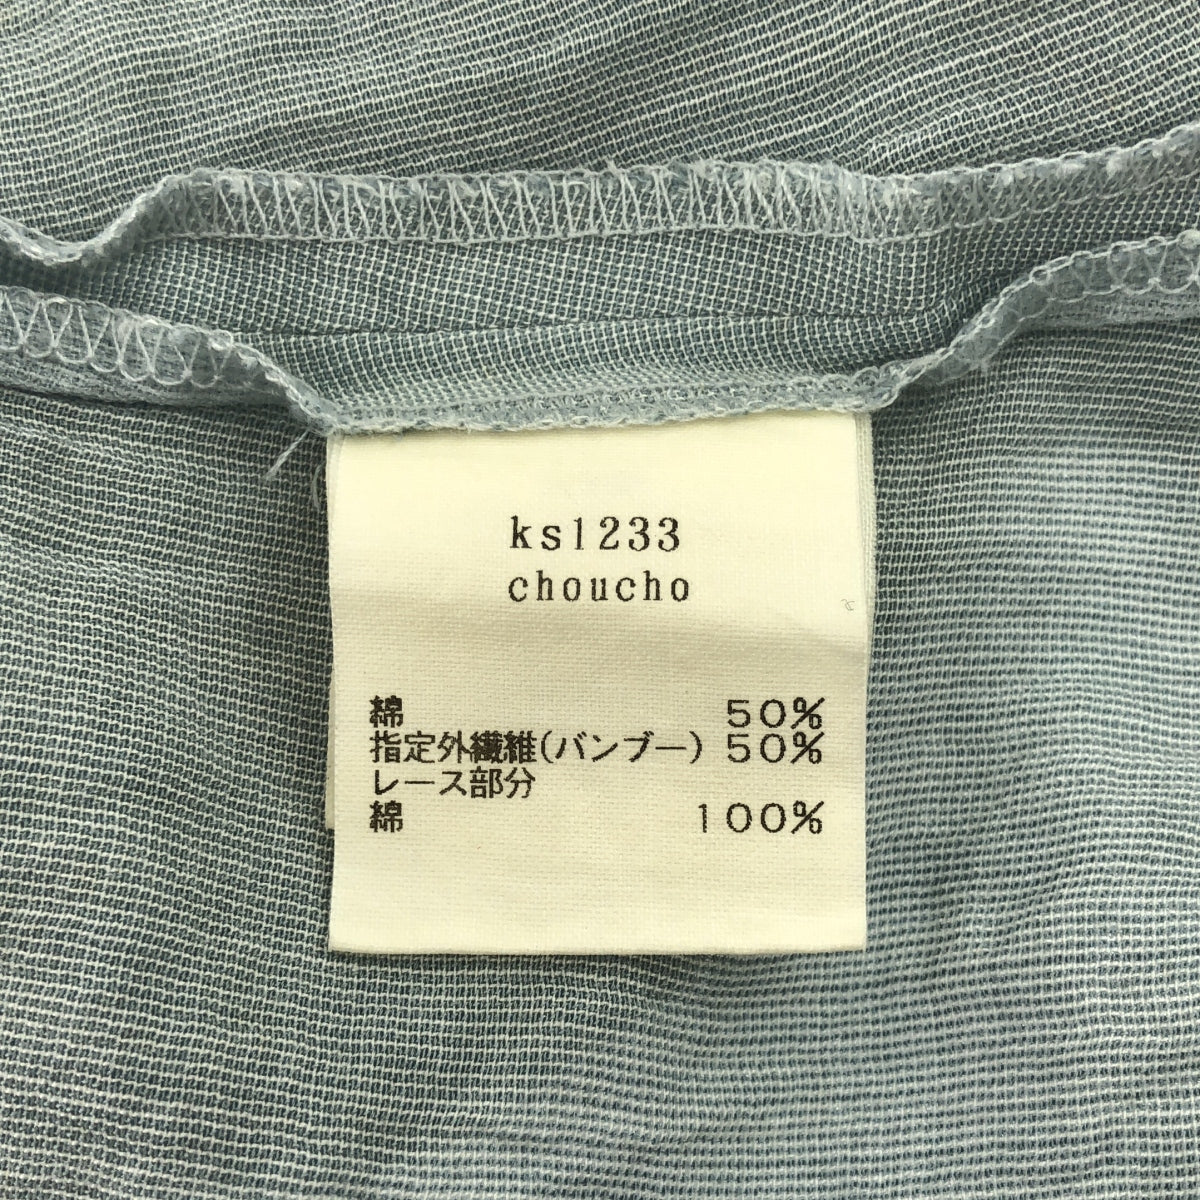 ks1233
choucho
綿 50%
指定外繊維(バンブー) 50%
レース部分
綿 100%